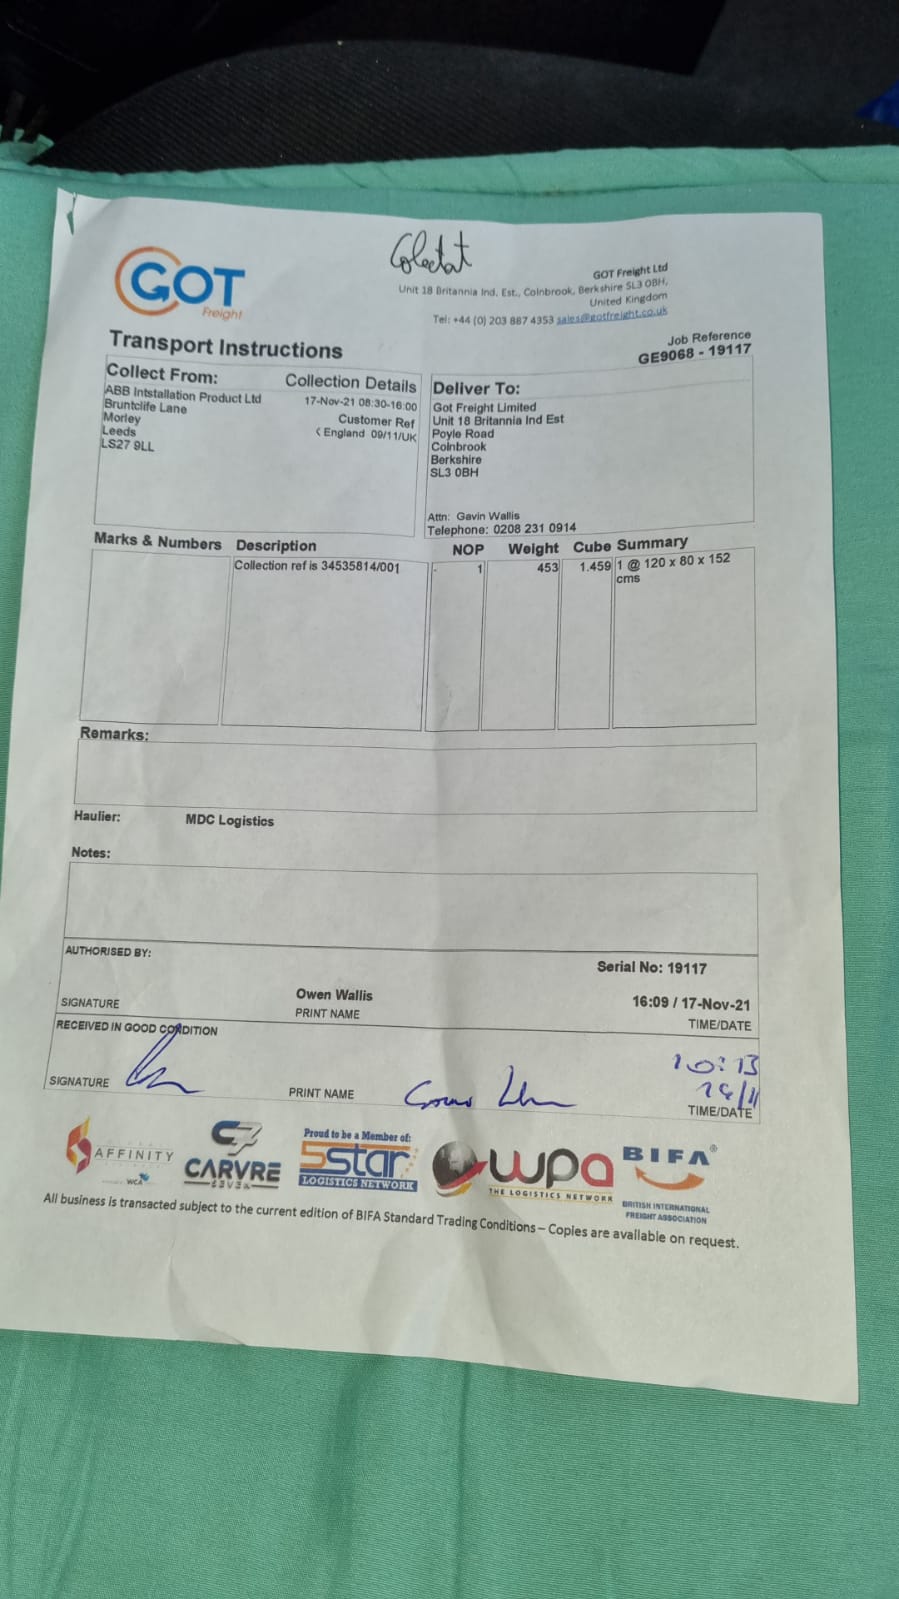 Colectat
GOT
Freight
GOT Freight Ltd
Unit 18 Britannia Ind. Est., Colnbrook, Berkshire SL3 0BH,
United Kingdom
Tel: +44 (0) 203 887 4353 sales@gotfreight.co.uk
Transport Instructions
Job Reference
GE9068 - 19117
Collect From:
ABB Intstallation Product Ltd
Bruntclife Lane
Morley
Leeds
LS27 9LL
Collection Details
17-Nov-21 08:30-16:00
Customer Ref
< England 09/11/UK
Deliver To:
Got Freight Limited
Unit 18 Britannia Ind Est
Poyle Road
Colnbrook
Berkshire
SL3 0BH
Attn: Gavin Wallis
Telephone: 0208 231 0914
Marks & Numbers Description NOP Weight Cube Summary
Collection ref is 34535814/001 1 453 1.459 1 @ 120 x 80 x 152
cms
Remarks:
Haulier: MDC Logistics
Notes:
AUTHORISED BY:
Serial No: 19117
Owen Wallis 16:09 / 17-Nov-21
SIGNATURE PRINT NAME TIME/DATE
RECEIVED IN GOOD CONDITION
10:13
SIGNATURE PRINT NAME
TIME/DATE
AFFINITY
WCA
C7
CARVRE
SEVEN
Proud to be a Member of:
5star
LOGISTICS NETWORK
wpa
THE LOGISTICS NETWORK
BIFA®
BRITISH INTERNATIONAL
FREIGHT ASSOCIATION
All business is transacted subject to the current edition of BIFA Standard Trading Conditions – Copies are available on request.